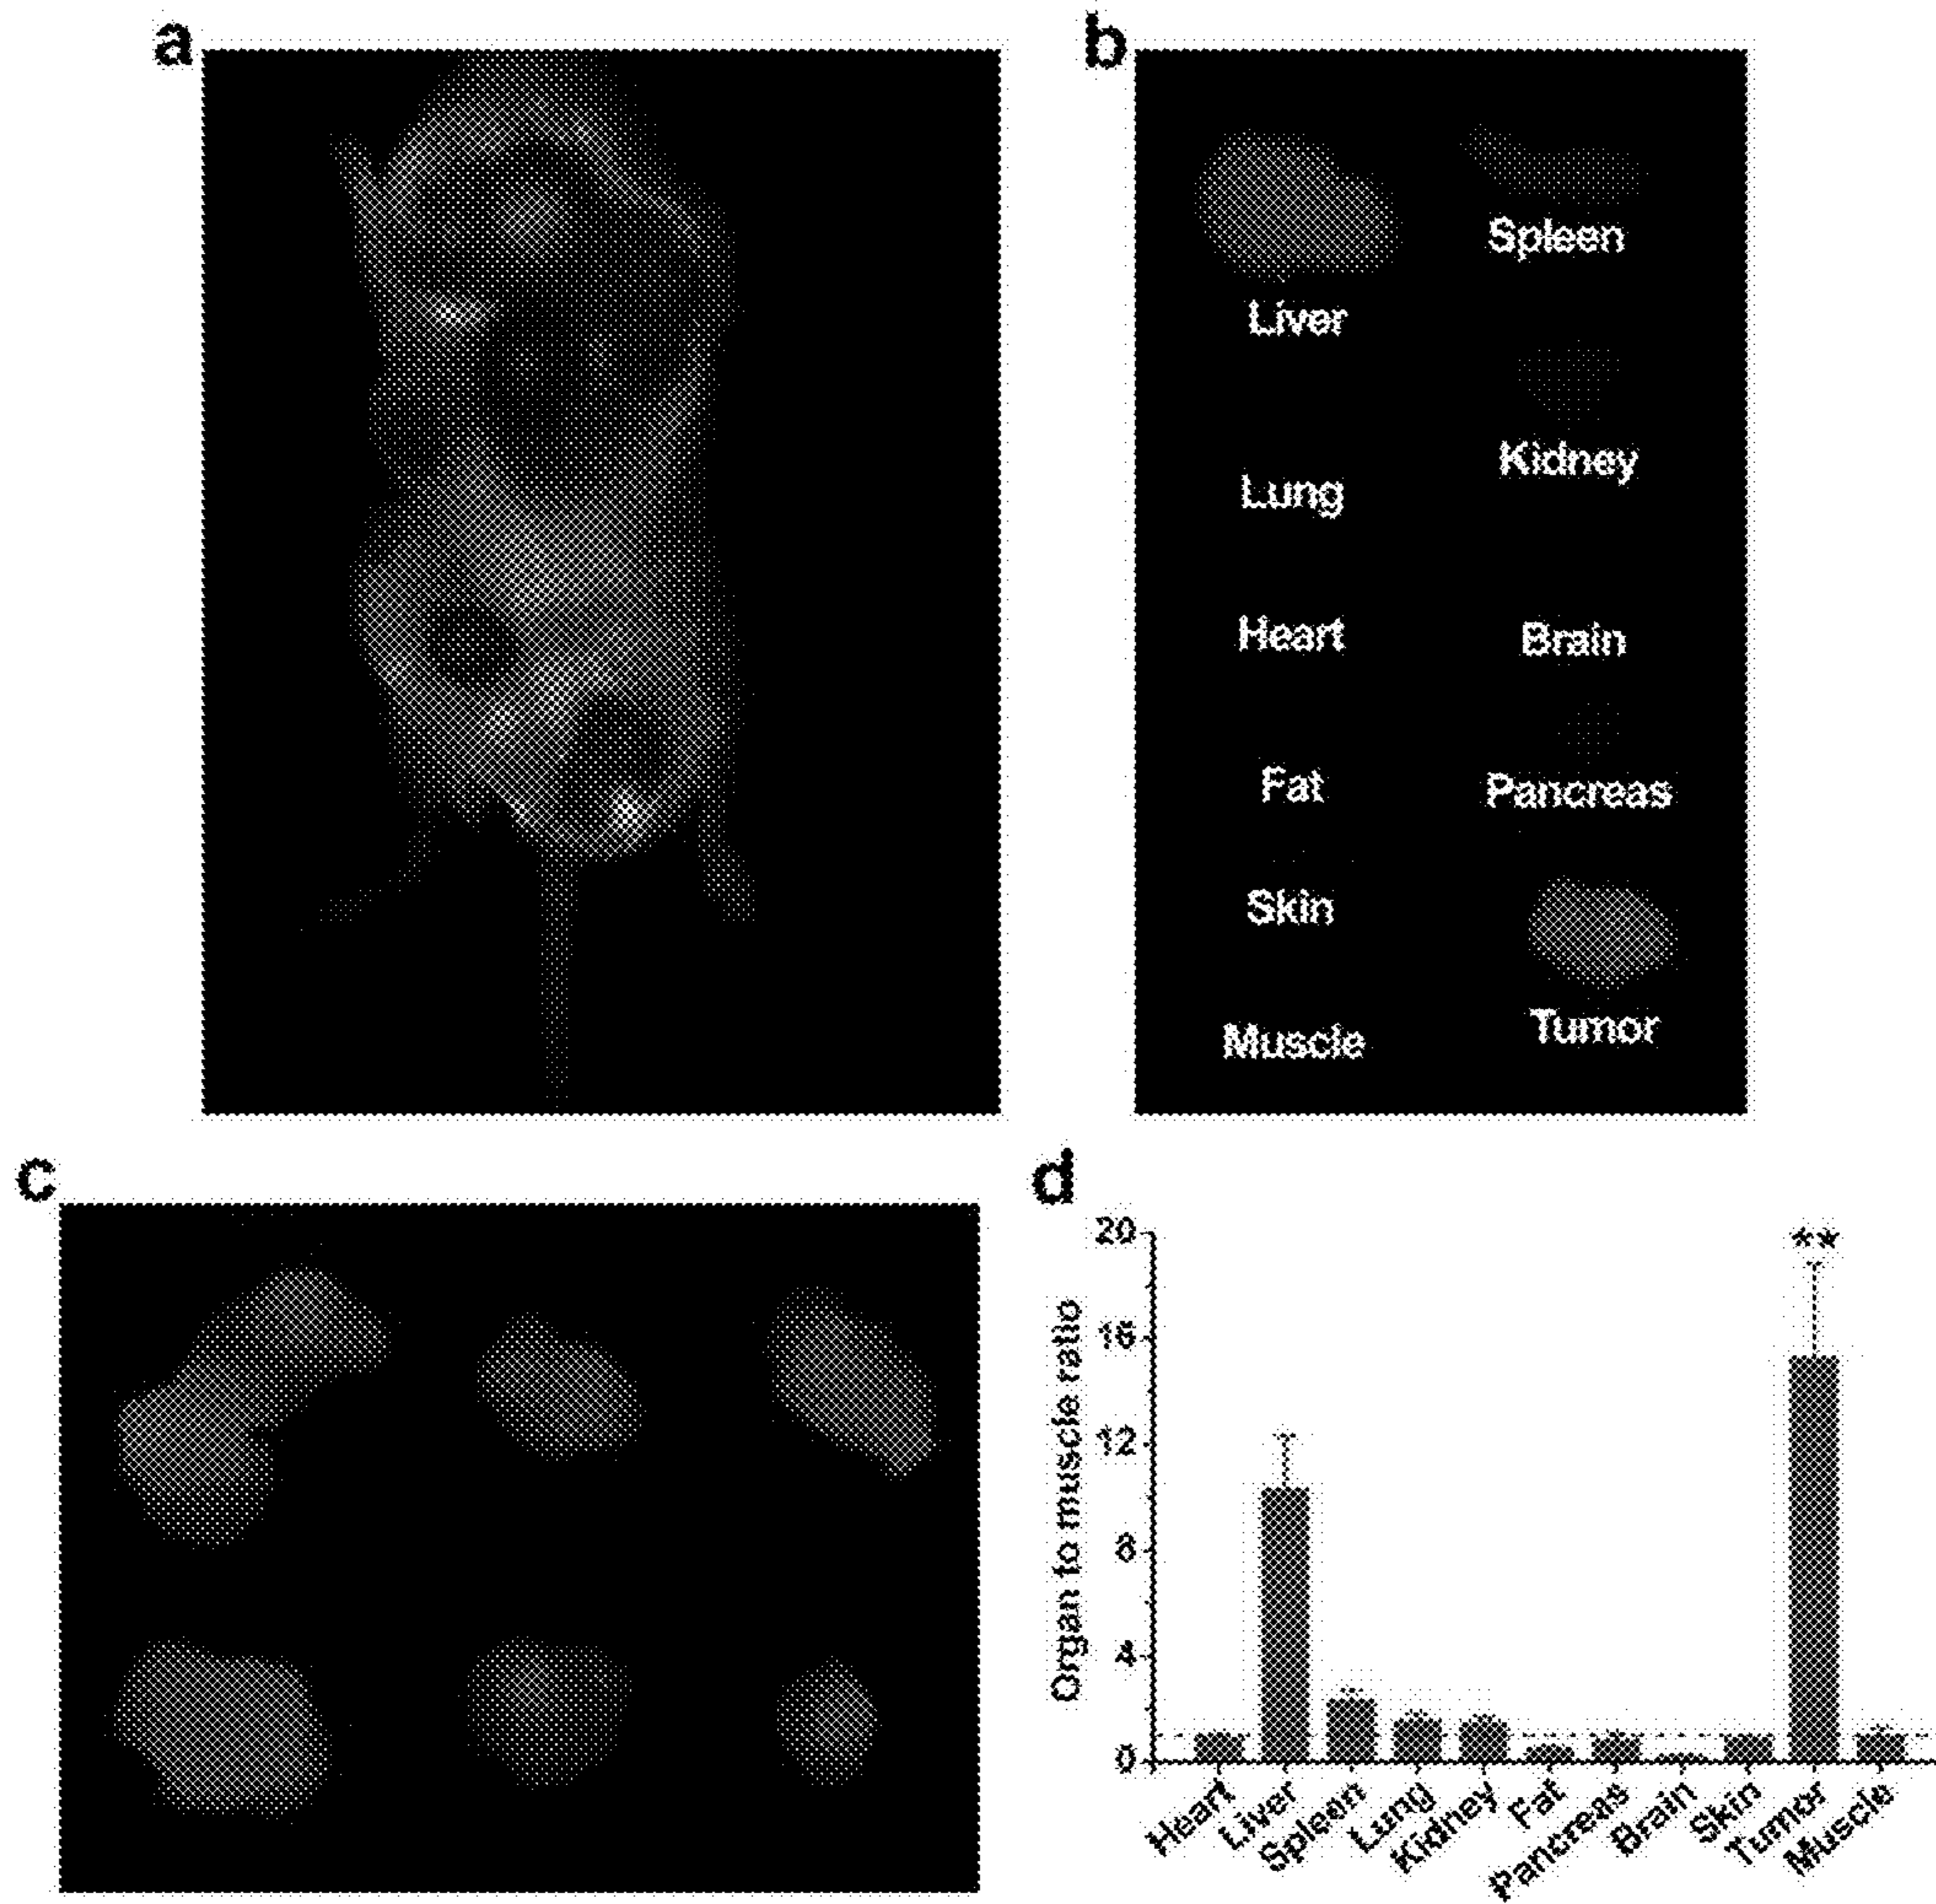 a
b
Liver
Spleen
Kidney
Lung
Heart
Brain
Fat
Pancreas
Skin
Tumor
Muscle
c
d
Organ to muscle ratio
20
16
12
8
4
0
**
Heart
Liver
Spleen
Lung
Kidney
Fat
Pancreas
Brain
Skin
Tumor
Muscle